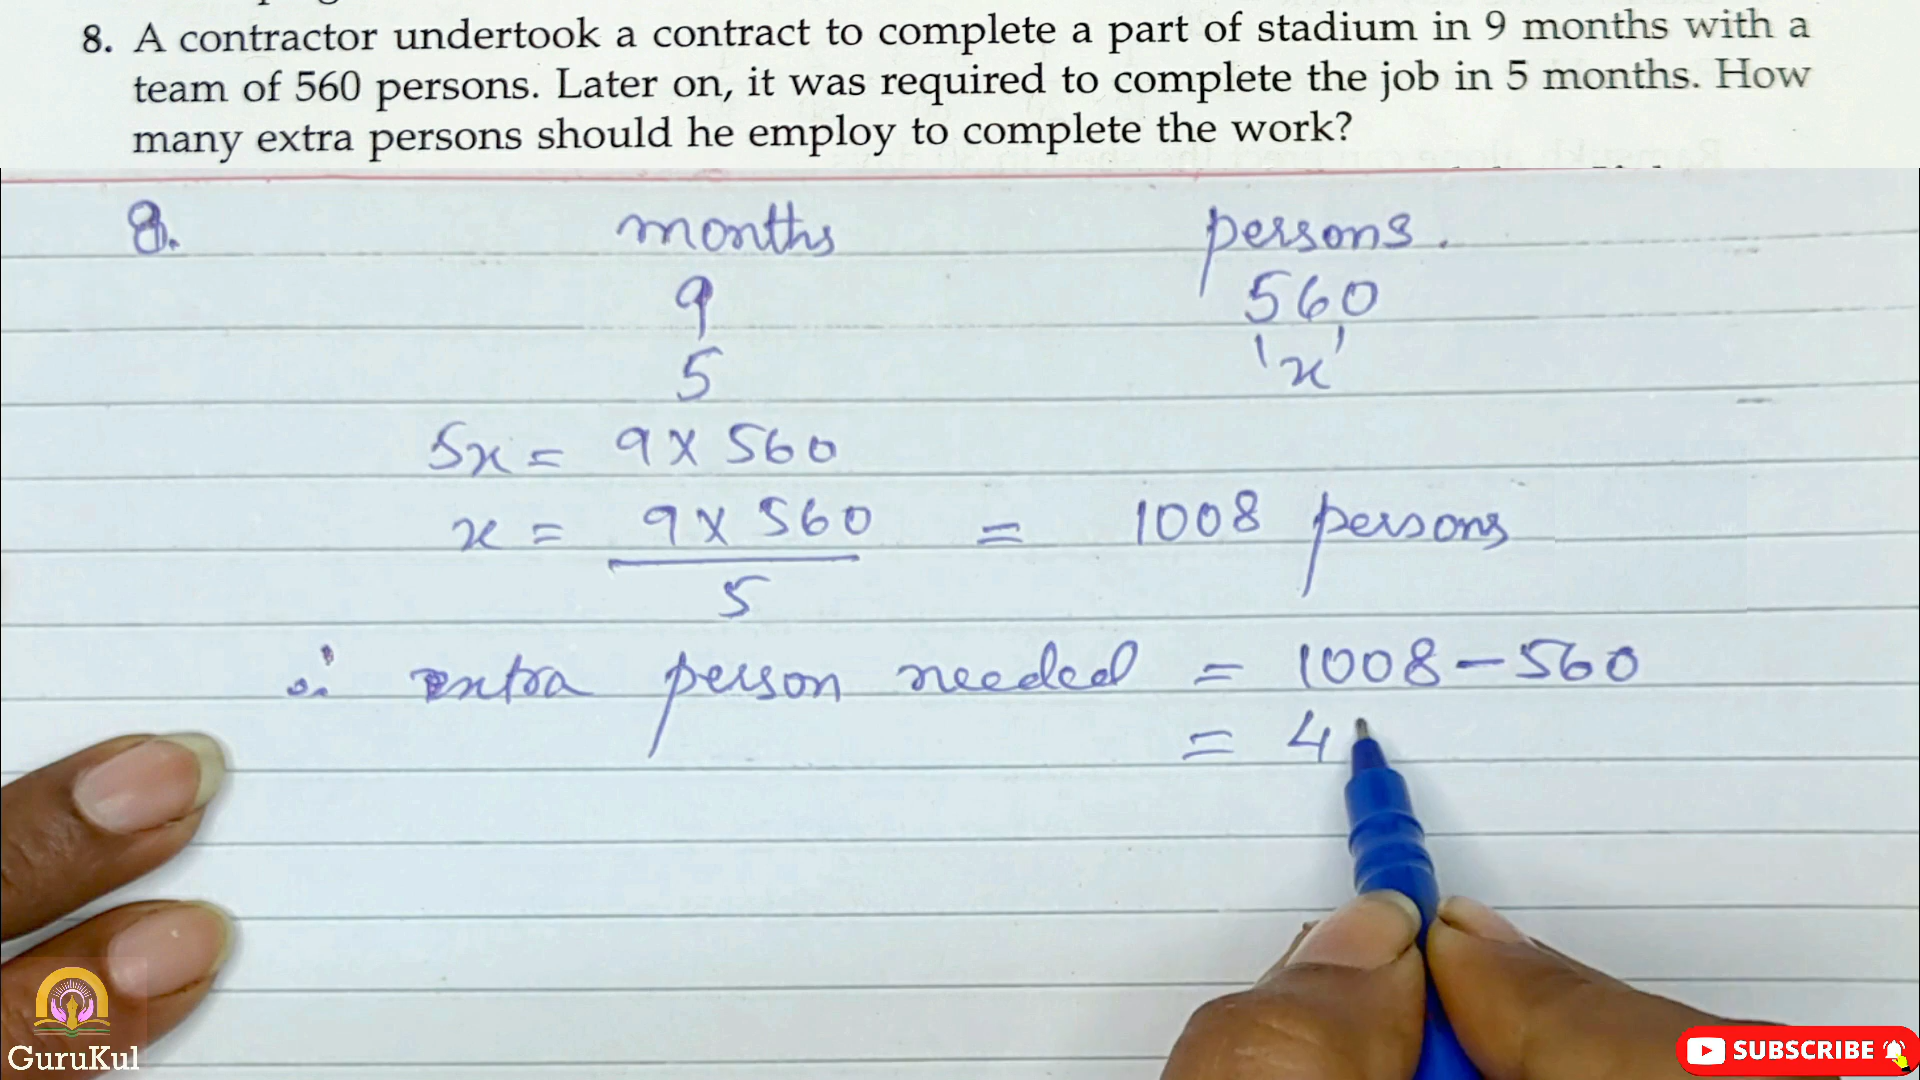 8. A contractor undertook a contract to complete a part of stadium in 9 months with a
team of 560 persons. Later on, it was required to complete the job in 5 months. How
many extra persons should he employ to complete the work?
8. months persons.
9 560
5 'x'
5x = 9 x 560
x = 9 x 560 / 5 = 1008 persons
∴ extra person needed = 1008 - 560
= 4
GuruKul
SUBSCRIBE